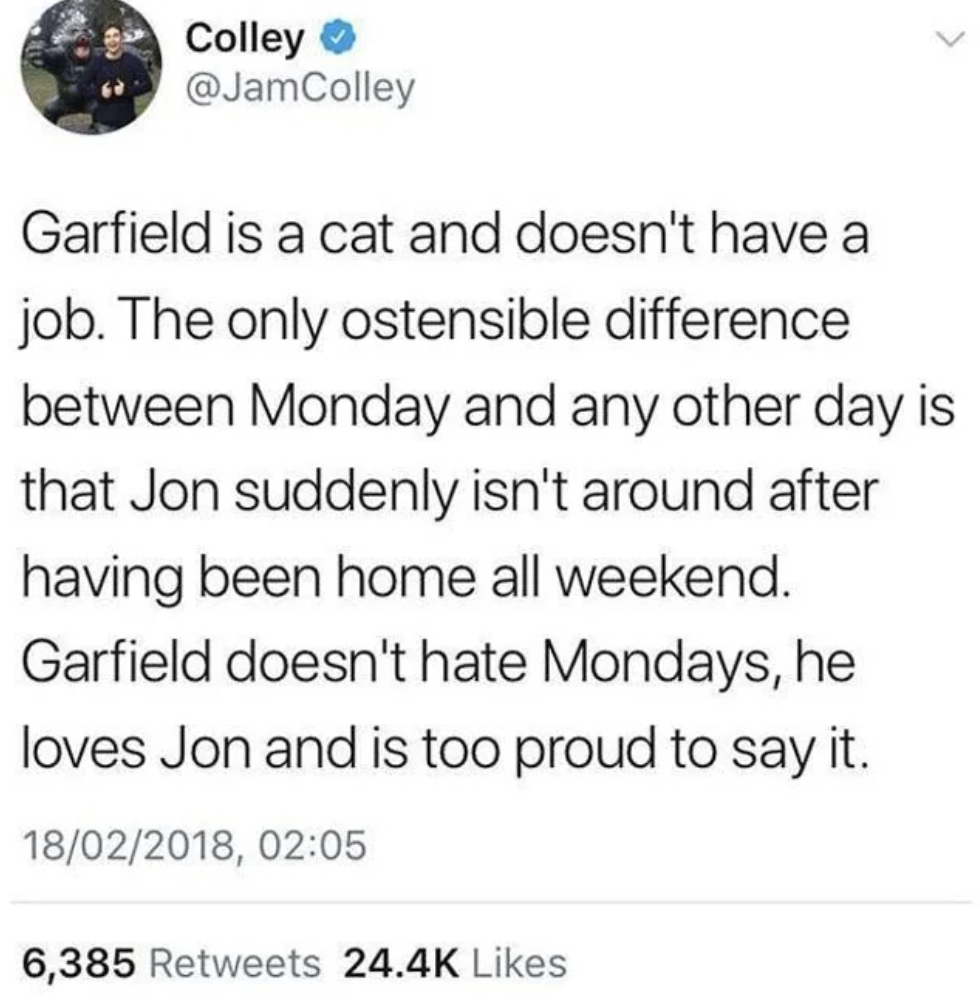 Colley
@JamColley
Garfield is a cat and doesn't have a
job. The only ostensible difference
between Monday and any other day is
that Jon suddenly isn't around after
having been home all weekend.
Garfield doesn't hate Mondays, he
loves Jon and is too proud to say it.
18/02/2018, 02:05
6,385 Retweets 24.4K Likes